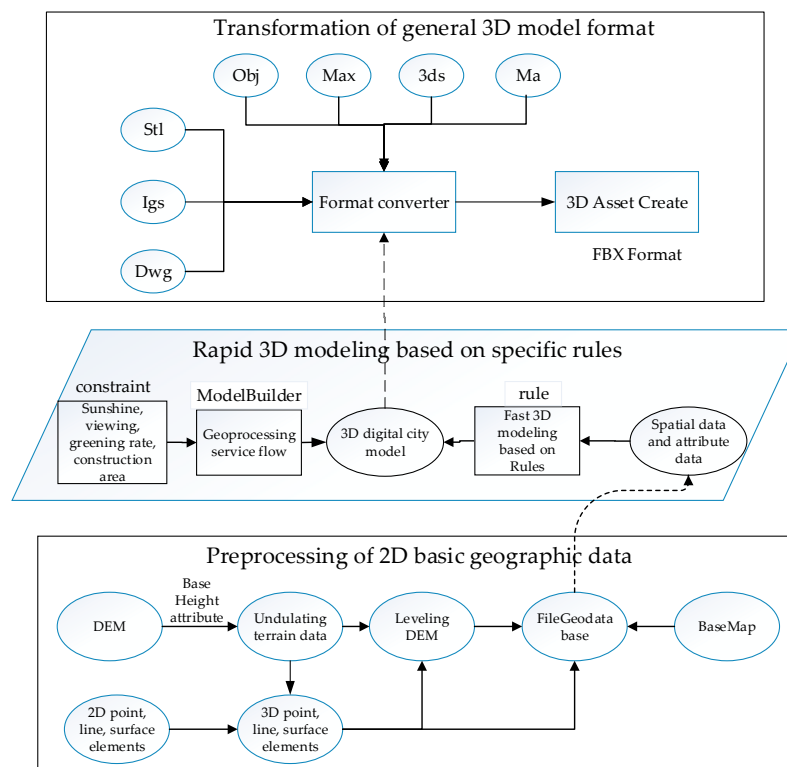 Transformation of general 3D model format
Obj
Max
3ds
Ma
Stl
Igs
Dwg
Format converter
3D Asset Create
FBX Format
Rapid 3D modeling based on specific rules
constraint
Sunshine,
viewing,
greening rate,
construction
area
ModelBuilder
Geoprocessing
service flow
3D digital city
model
rule
Fast 3D
modeling
based on
Rules
Spatial data
and attribute
data
Preprocessing of 2D basic geographic data
DEM
Base
Height
attribute
Undulating
terrain data
Leveling
DEM
FileGeodata
base
BaseMap
2D point,
line, surface
elements
3D point,
line, surface
elements